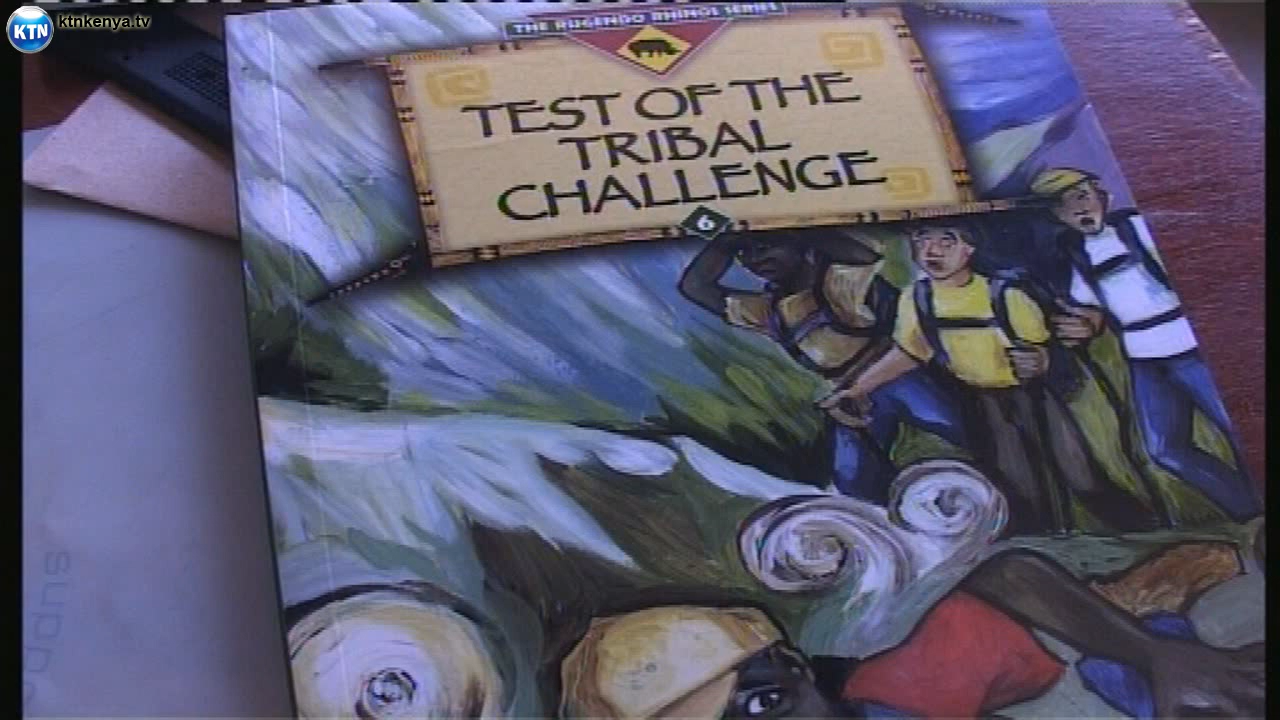 KTN ktnkenya.tv
THE RUGENDO RHINOS SERIES
TEST OF THE
TRIBAL
CHALLENGE
6